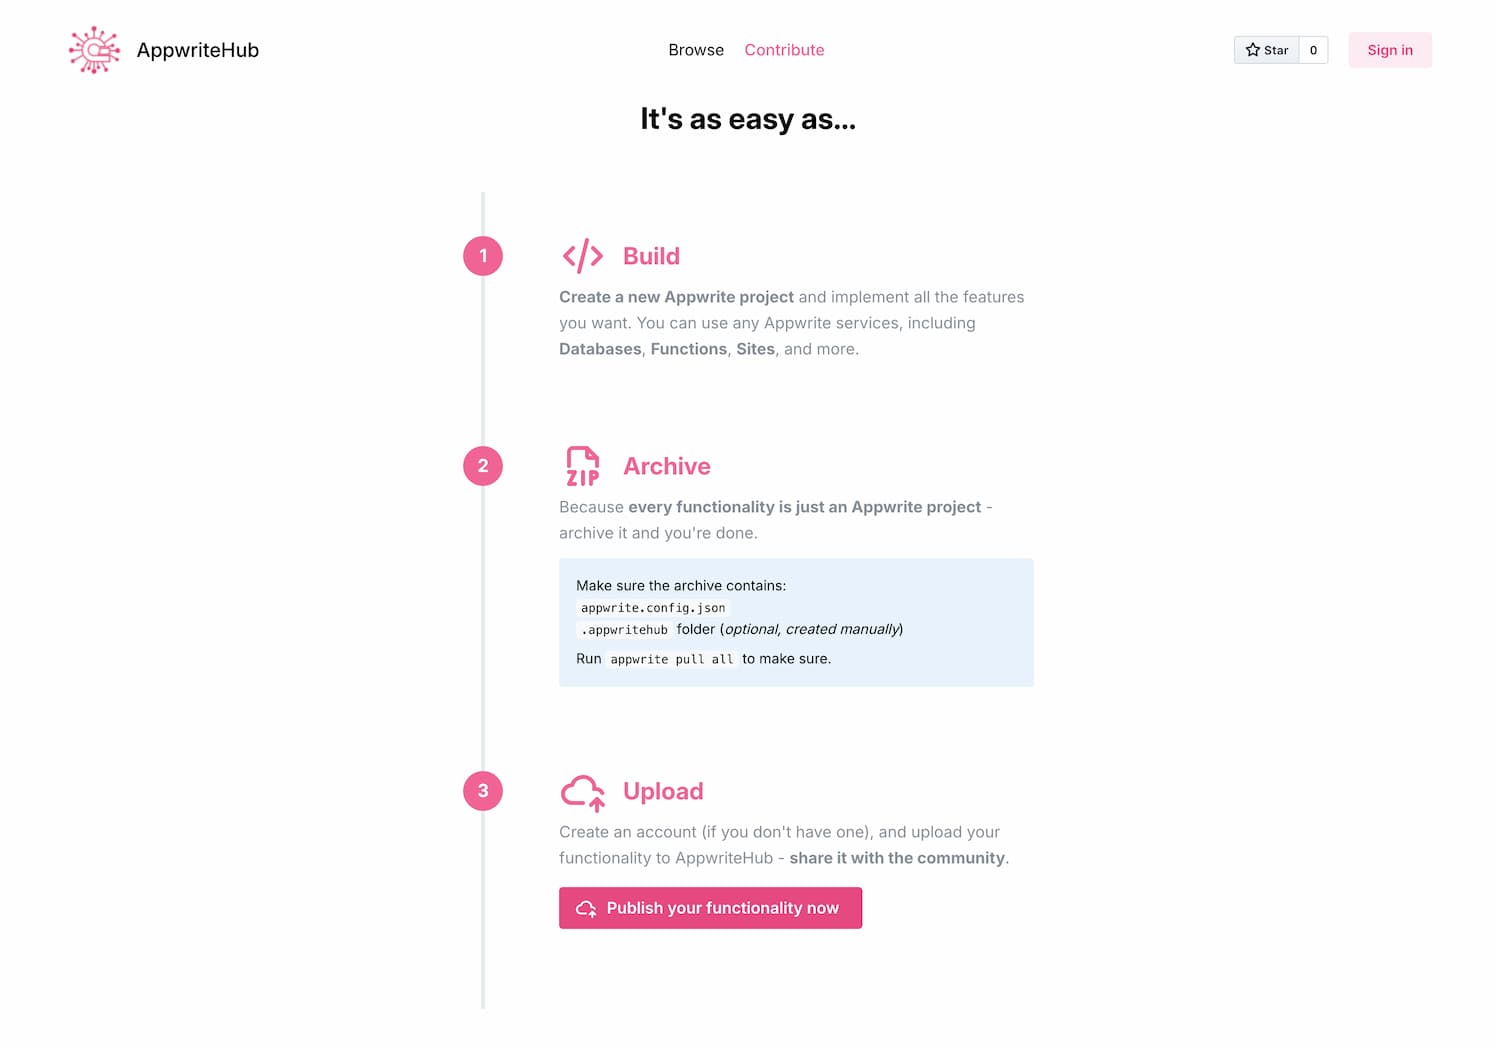 AppwriteHub
Browse Contribute
Star 0
Sign in
It's as easy as...
1
</> Build
Create a new Appwrite project and implement all the features
you want. You can use any Appwrite services, including
Databases, Functions, Sites, and more.
2
ZIP Archive
Because every functionality is just an Appwrite project -
archive it and you're done.
Make sure the archive contains:
appwrite.config.json
.appwritehub folder (optional, created manually)
Run appwrite pull all to make sure.
3
Upload
Create an account (if you don't have one), and upload your
functionality to AppwriteHub - share it with the community.
Publish your functionality now